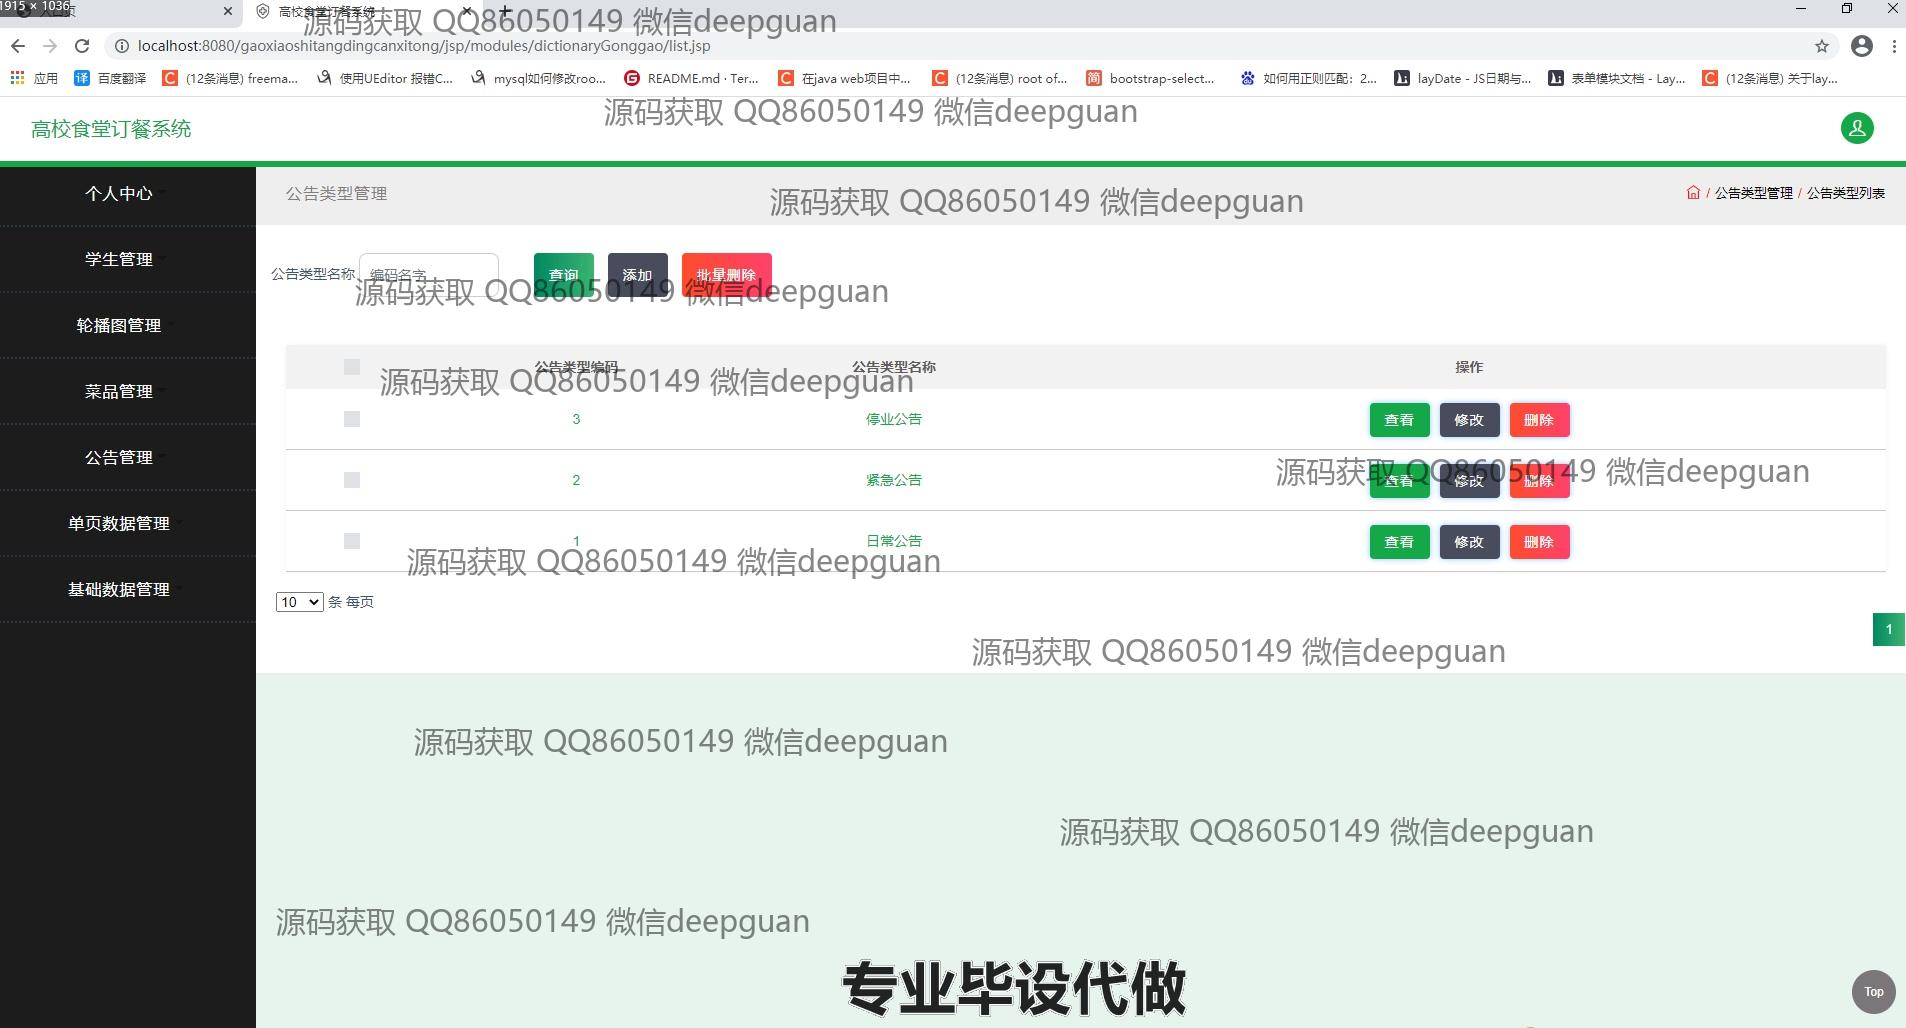 1915 × 1036
高校食堂订餐系统
源码获取 QQ86050149 微信deepguan
localhost:8080/gaoxiaoshitangdingcanxitong/jsp/modules/dictionaryGonggao/list.jsp
应用 百度翻译 (12条消息) freema... 使用UEditor 报错C... mysql如何修改roo... README.md · Ter... 在java web项目中... (12条消息) root of... bootstrap-select... 如何用正则匹配：2... layDate - JS日期与... 表单模块文档 - Lay... (12条消息) 关于lay...
源码获取 QQ86050149 微信deepguan
高校食堂订餐系统
个人中心
学生管理
轮播图管理
菜品管理
公告管理
单页数据管理
基础数据管理
公告类型管理
源码获取 QQ86050149 微信deepguan
/ 公告类型管理 / 公告类型列表
公告类型名称 编码名字 查询 添加 批量删除
源码获取 QQ86050149 微信deepguan
公告类型编码 公告类型名称 操作
源码获取 QQ86050149 微信deepguan
3 停业公告 查看 修改 删除
源码获取 QQ86050149 微信deepguan
2 紧急公告 查看 修改 删除
1 日常公告 查看 修改 删除
源码获取 QQ86050149 微信deepguan
10 条 每页
1
源码获取 QQ86050149 微信deepguan
源码获取 QQ86050149 微信deepguan
源码获取 QQ86050149 微信deepguan
源码获取 QQ86050149 微信deepguan
专业毕设代做
Top